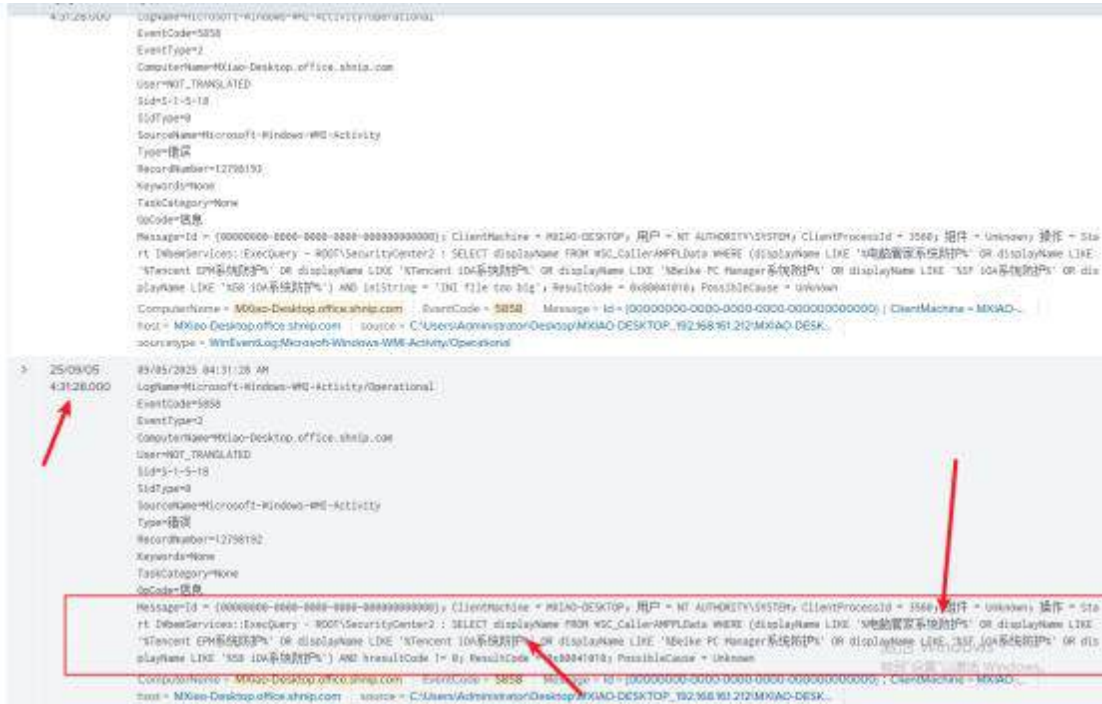 4:31:28.000 LogName=Microsoft-Windows-WMI-Activity/Operational
EventCode=5858
EventType=2
ComputerName=MXiao-Desktop.office.shnip.com
User=NOT_TRANSLATED
Sid=S-1-5-18
SidType=0
SourceName=Microsoft-Windows-WMI-Activity
Type=错误
RecordNumber=12798193
Keywords=None
TaskCategory=None
OpCode=信息
Message=Id = {00000000-0000-0000-0000-000000000000}; ClientMachine = MXIAO-DESKTOP; 用户 = NT AUTHORITY\SYSTEM; ClientProcessId = 3560; 组件 = Unknown; 操作 = Sta
rt IWbemServices::ExecQuery - ROOT\SecurityCenter2 : SELECT displayName FROM WSC_CallerAMPPLData WHERE (displayName LIKE '%电脑管家系统防护%' OR displayName LIKE
'%Tencent EPM系统防护%' OR displayName LIKE '%Tencent iOA系统防护%' OR displayName LIKE '%Weike PC Manager系统防护%' OR displayName LIKE '%SF iOA系统防护%' OR dis
playName LIKE '%S8 iOA系统防护%') AND iniString = 'INI file too big'; ResultCode = 0x80041010; PossibleCause = Unknown
ComputerName = MXiao-Desktop.office.shnip.com EventCode = 5858 Message = Id = {00000000-0000-0000-0000-000000000000}; ClientMachine = MXIAO-...
host = MXiao-Desktop.office.shnip.com source = C:\Users\Administrator\Desktop\MXIAO-DESKTOP_192.168.161.212\MXIAO-DESK...
sourcetype = WinEventLog:Microsoft-Windows-WMI-Activity/Operational
> 25/09/05 09/05/2025 04:31:28 AM
4:31:28.000 LogName=Microsoft-Windows-WMI-Activity/Operational
EventCode=5858
EventType=2
ComputerName=MXiao-Desktop.office.shnip.com
User=NOT_TRANSLATED
Sid=S-1-5-18
SidType=0
SourceName=Microsoft-Windows-WMI-Activity
Type=错误
RecordNumber=12798192
Keywords=None
TaskCategory=None
OpCode=信息
Message=Id = {00000000-0000-0000-0000-000000000000}; ClientMachine = MXIAO-DESKTOP; 用户 = NT AUTHORITY\SYSTEM; ClientProcessId = 3560; 组件 = Unknown; 操作 = Sta
rt IWbemServices::ExecQuery - ROOT\SecurityCenter2 : SELECT displayName FROM WSC_CallerAMPPLData WHERE (displayName LIKE '%电脑管家系统防护%' OR displayName LIKE
'%Tencent EPM系统防护%' OR displayName LIKE '%Tencent iOA系统防护%' OR displayName LIKE '%Weike PC Manager系统防护%' OR displayName LIKE '%SF iOA系统防护%' OR dis
playName LIKE '%S8 iOA系统防护%') AND hresultCode != 0; ResultCode = 0x80041010; PossibleCause = Unknown
激活 Windows
ComputerName = MXiao-Desktop.office.shnip.com EventCode = 5858 Message = Id = {00000000-0000-0000-0000-000000000000}; ClientMachine = MXIAO-...
host = MXiao-Desktop.office.shnip.com source = C:\Users\Administrator\Desktop\MXIAO-DESKTOP_192.168.161.212\MXIAO-DESK...